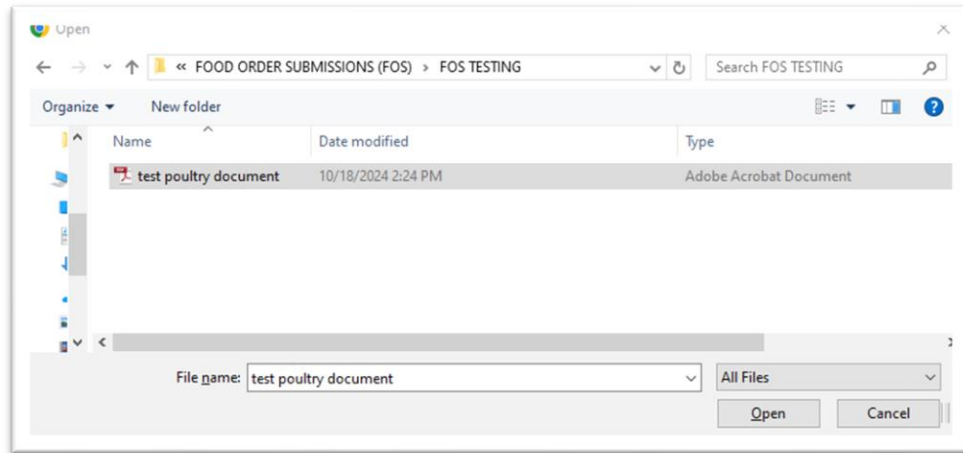 Open
« FOOD ORDER SUBMISSIONS (FOS) > FOS TESTING
Search FOS TESTING
Organize New folder
Name Date modified Type
test poultry document 10/18/2024 2:24 PM Adobe Acrobat Document
File name: test poultry document All Files
Open Cancel